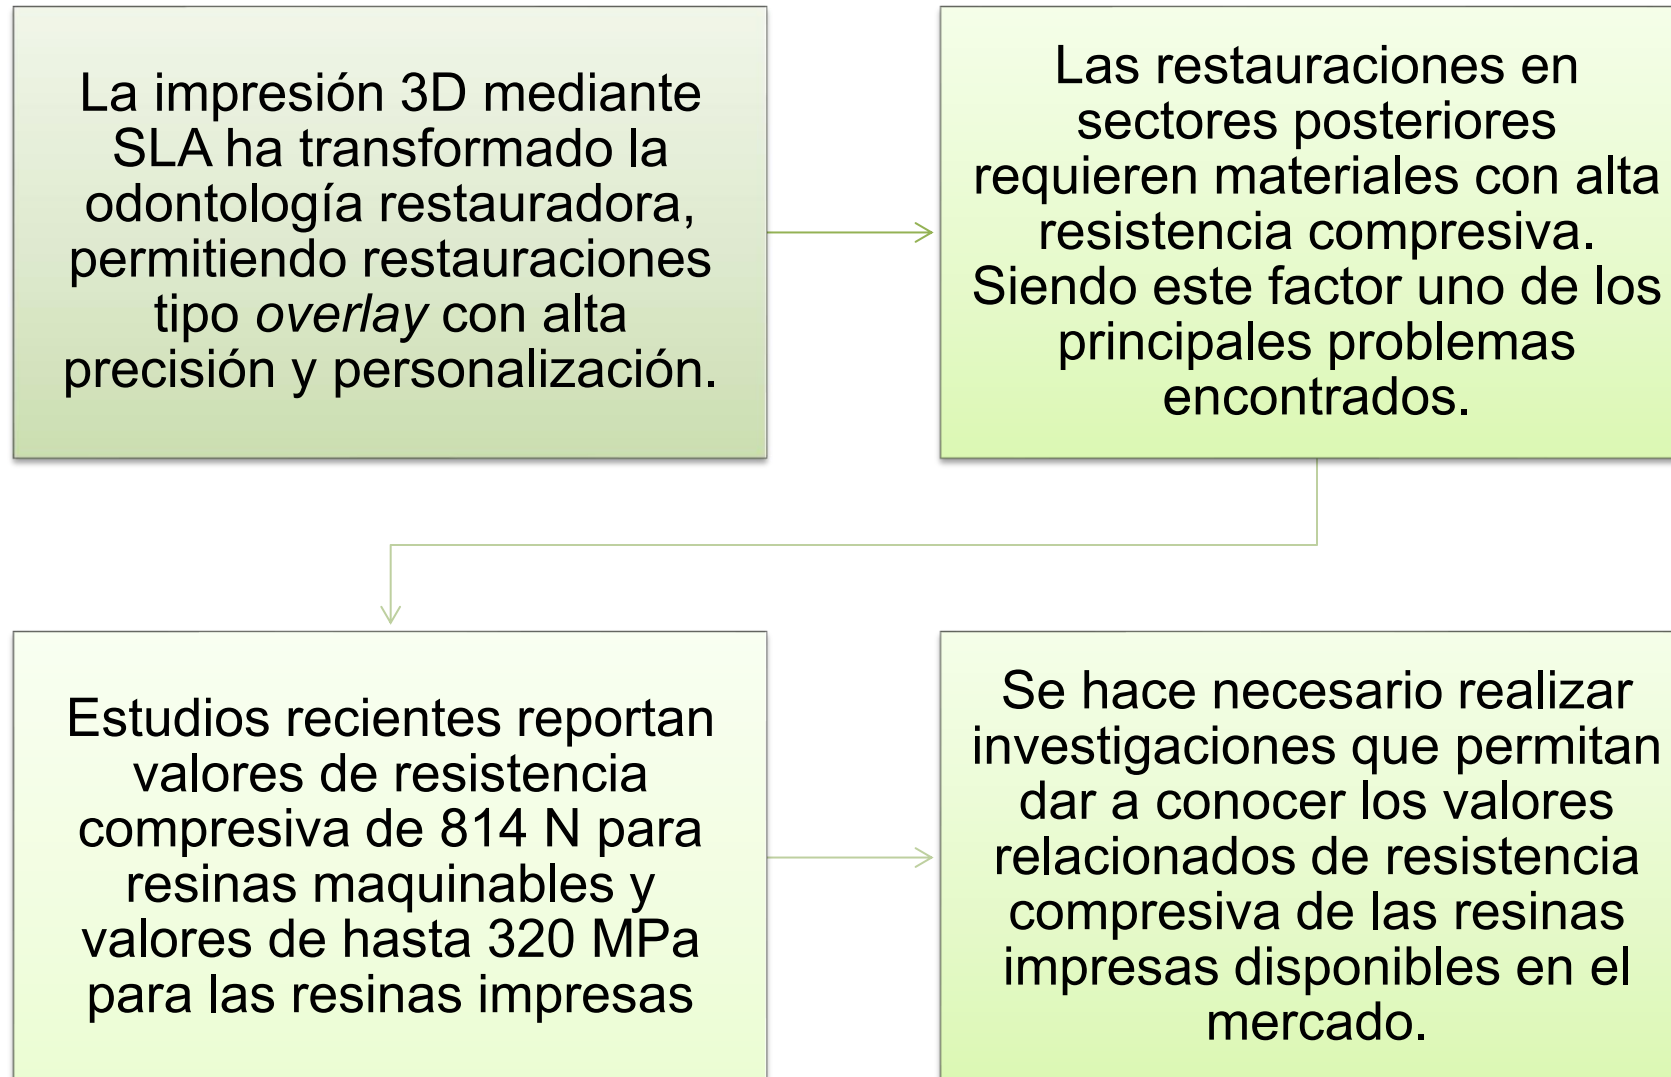 La impresión 3D mediante
SLA ha transformado la
odontología restauradora,
permitiendo restauraciones
tipo overlay con alta
precisión y personalización.
Las restauraciones en
sectores posteriores
requieren materiales con alta
resistencia compresiva.
Siendo este factor uno de los
principales problemas
encontrados.
Estudios recientes reportan
valores de resistencia
compresiva de 814 N para
resinas maquinables y
valores de hasta 320 MPa
para las resinas impresas
Se hace necesario realizar
investigaciones que permitan
dar a conocer los valores
relacionados de resistencia
compresiva de las resinas
impresas disponibles en el
mercado.